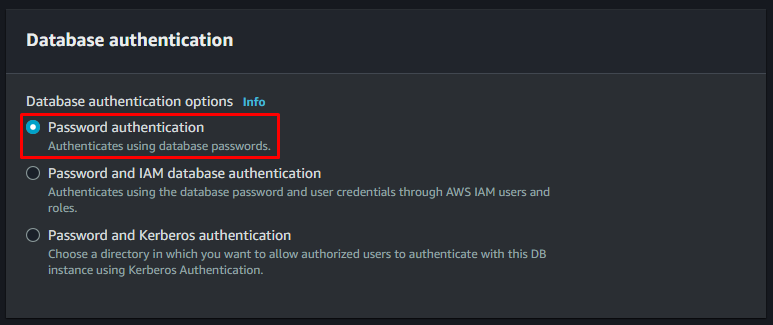 Database authentication
Database authentication options Info
Password authentication
Authenticates using database passwords.
Password and IAM database authentication
Authenticates using the database password and user credentials through AWS IAM users and
roles.
Password and Kerberos authentication
Choose a directory in which you want to allow authorized users to authenticate with this DB
instance using Kerberos Authentication.